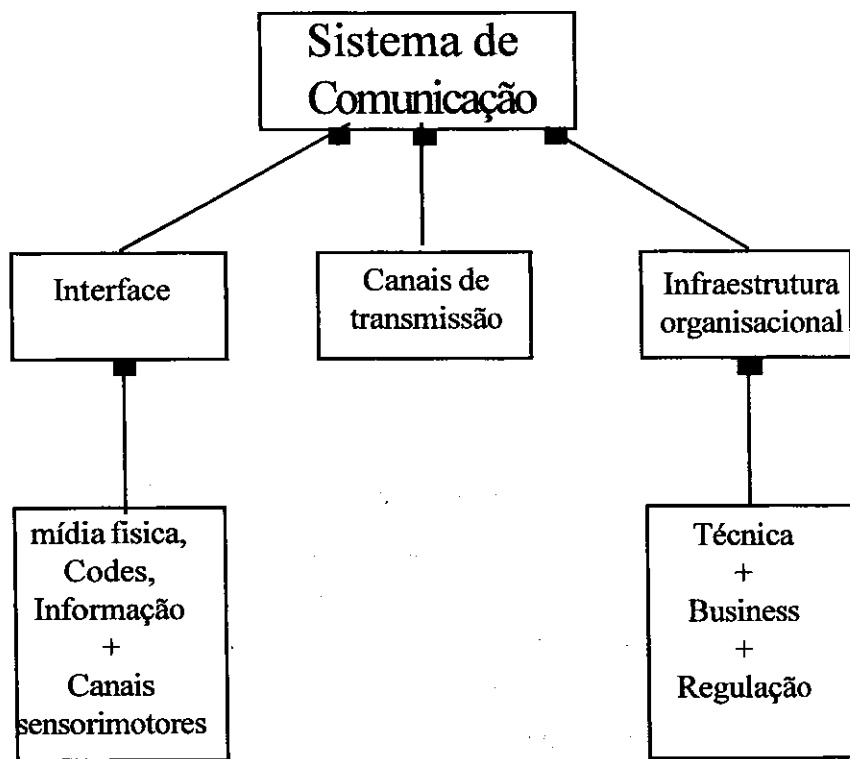 Sistema de
Comunicação
Interface
Canais de
transmissão
Infraestrutura
organisacional
mídia fisica,
Codes,
Informação
+
Canais
sensorimotores
Técnica
+
Business
+
Regulação